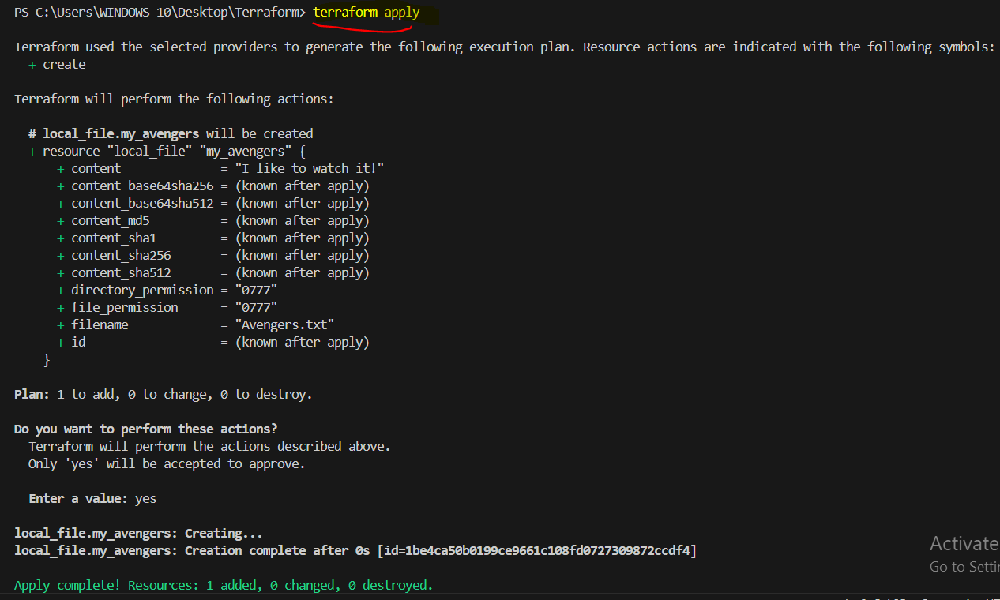 PS C:\Users\WINDOWS 10\Desktop\Terraform> terraform apply
Terraform used the selected providers to generate the following execution plan. Resource actions are indicated with the following symbols:
+ create
Terraform will perform the following actions:
# local_file.my_avengers will be created
+ resource "local_file" "my_avengers" {
+ content = "I like to watch it!"
+ content_base64sha256 = (known after apply)
+ content_base64sha512 = (known after apply)
+ content_md5 = (known after apply)
+ content_sha1 = (known after apply)
+ content_sha256 = (known after apply)
+ content_sha512 = (known after apply)
+ directory_permission = "0777"
+ file_permission = "0777"
+ filename = "Avengers.txt"
+ id = (known after apply)
}
Plan: 1 to add, 0 to change, 0 to destroy.
Do you want to perform these actions?
Terraform will perform the actions described above.
Only 'yes' will be accepted to approve.
Enter a value: yes
local_file.my_avengers: Creating...
local_file.my_avengers: Creation complete after 0s [id=1be4ca50b0199ce9661c108fd0727309872ccdf4]
Activate
Go to Setti
Apply complete! Resources: 1 added, 0 changed, 0 destroyed.